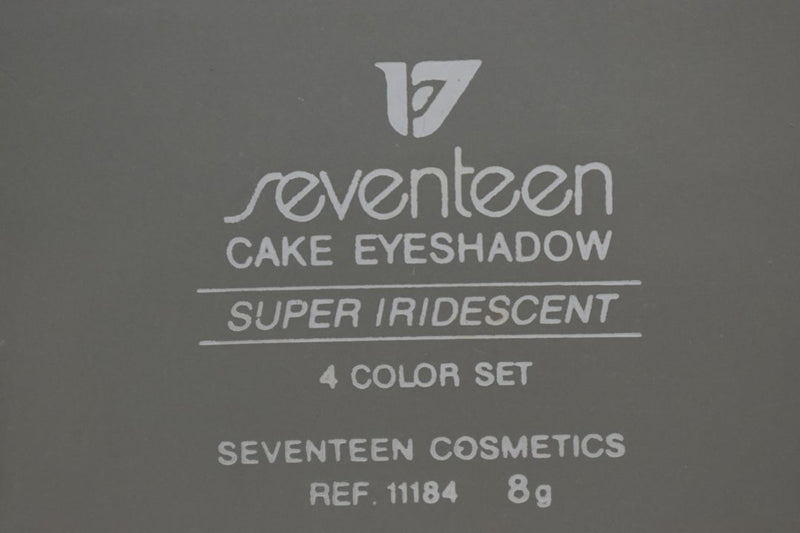 17
seventeen
CAKE EYESHADOW
SUPER IRIDESCENT
4 COLOR SET
SEVENTEEN COSMETICS
REF. 11184 8g